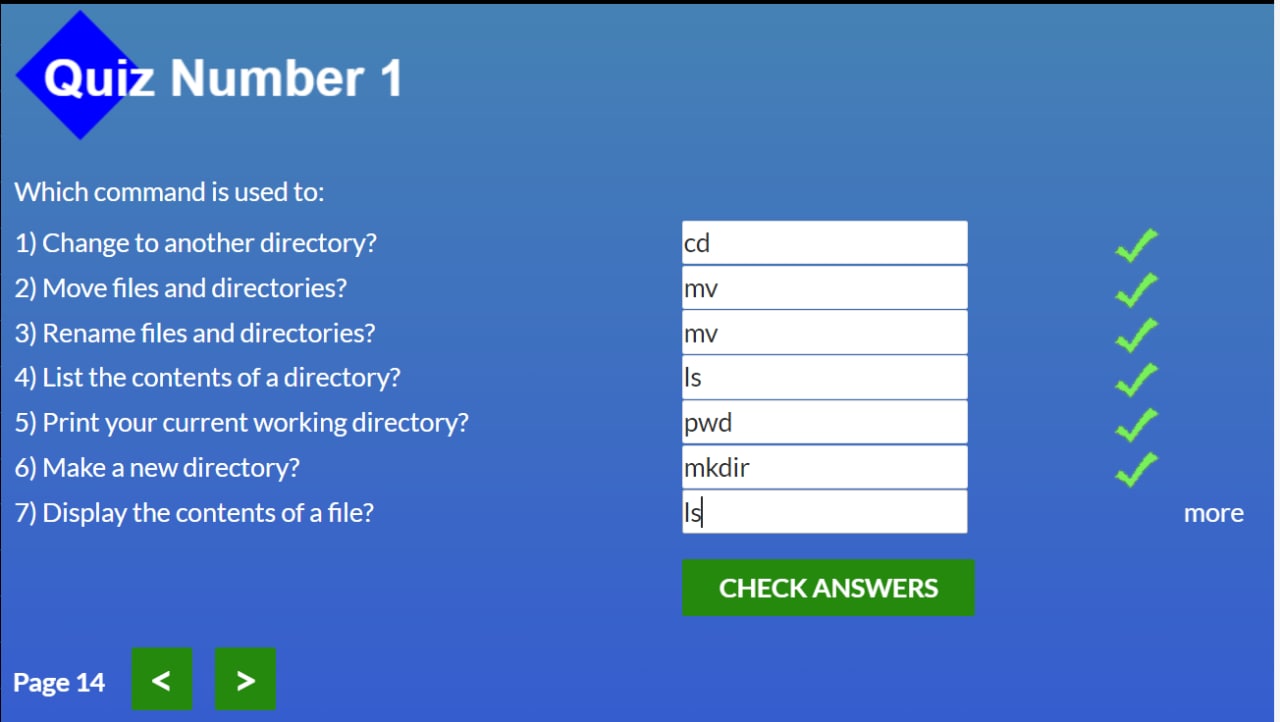 Quiz Number 1
Which command is used to:
1) Change to another directory? cd
2) Move files and directories? mv
3) Rename files and directories? mv
4) List the contents of a directory? ls
5) Print your current working directory? pwd
6) Make a new directory? mkdir
7) Display the contents of a file? ls more
CHECK ANSWERS
Page 14 < >